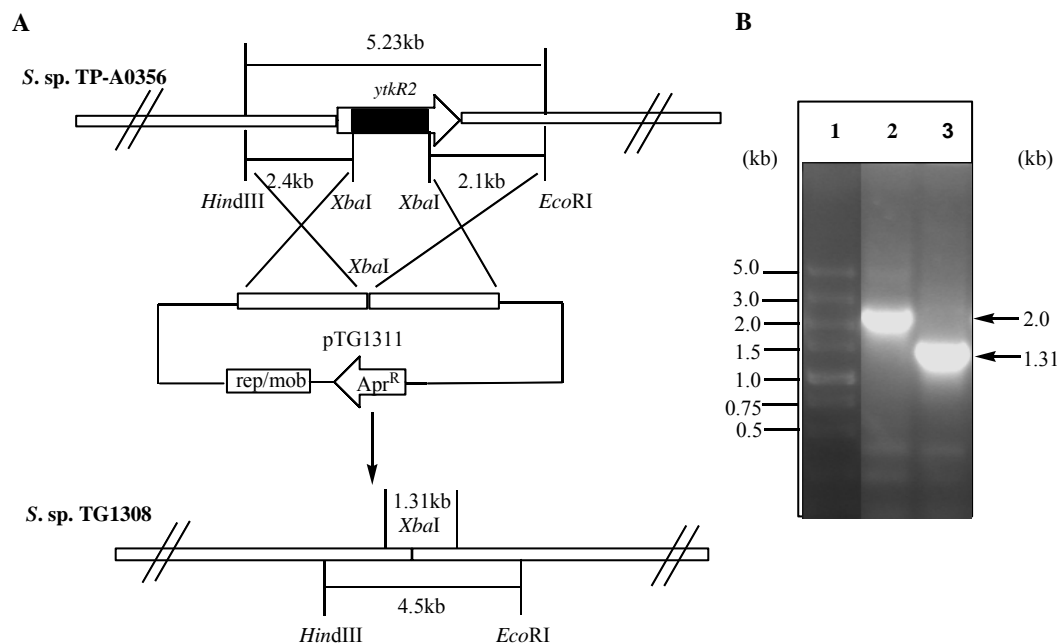 A
5.23kb
S. sp. TP-A0356
ytkR2
2.4kb
2.1kb
HindIII
XbaI
XbaI
EcoRI
XbaI
pTG1311
rep/mob
AprR
1.31kb
XbaI
S. sp. TG1308
4.5kb
HindIII
EcoRI
B
1 2 3
(kb)
(kb)
5.0
3.0
2.0
1.5
1.0
0.75
0.5
2.0
1.31